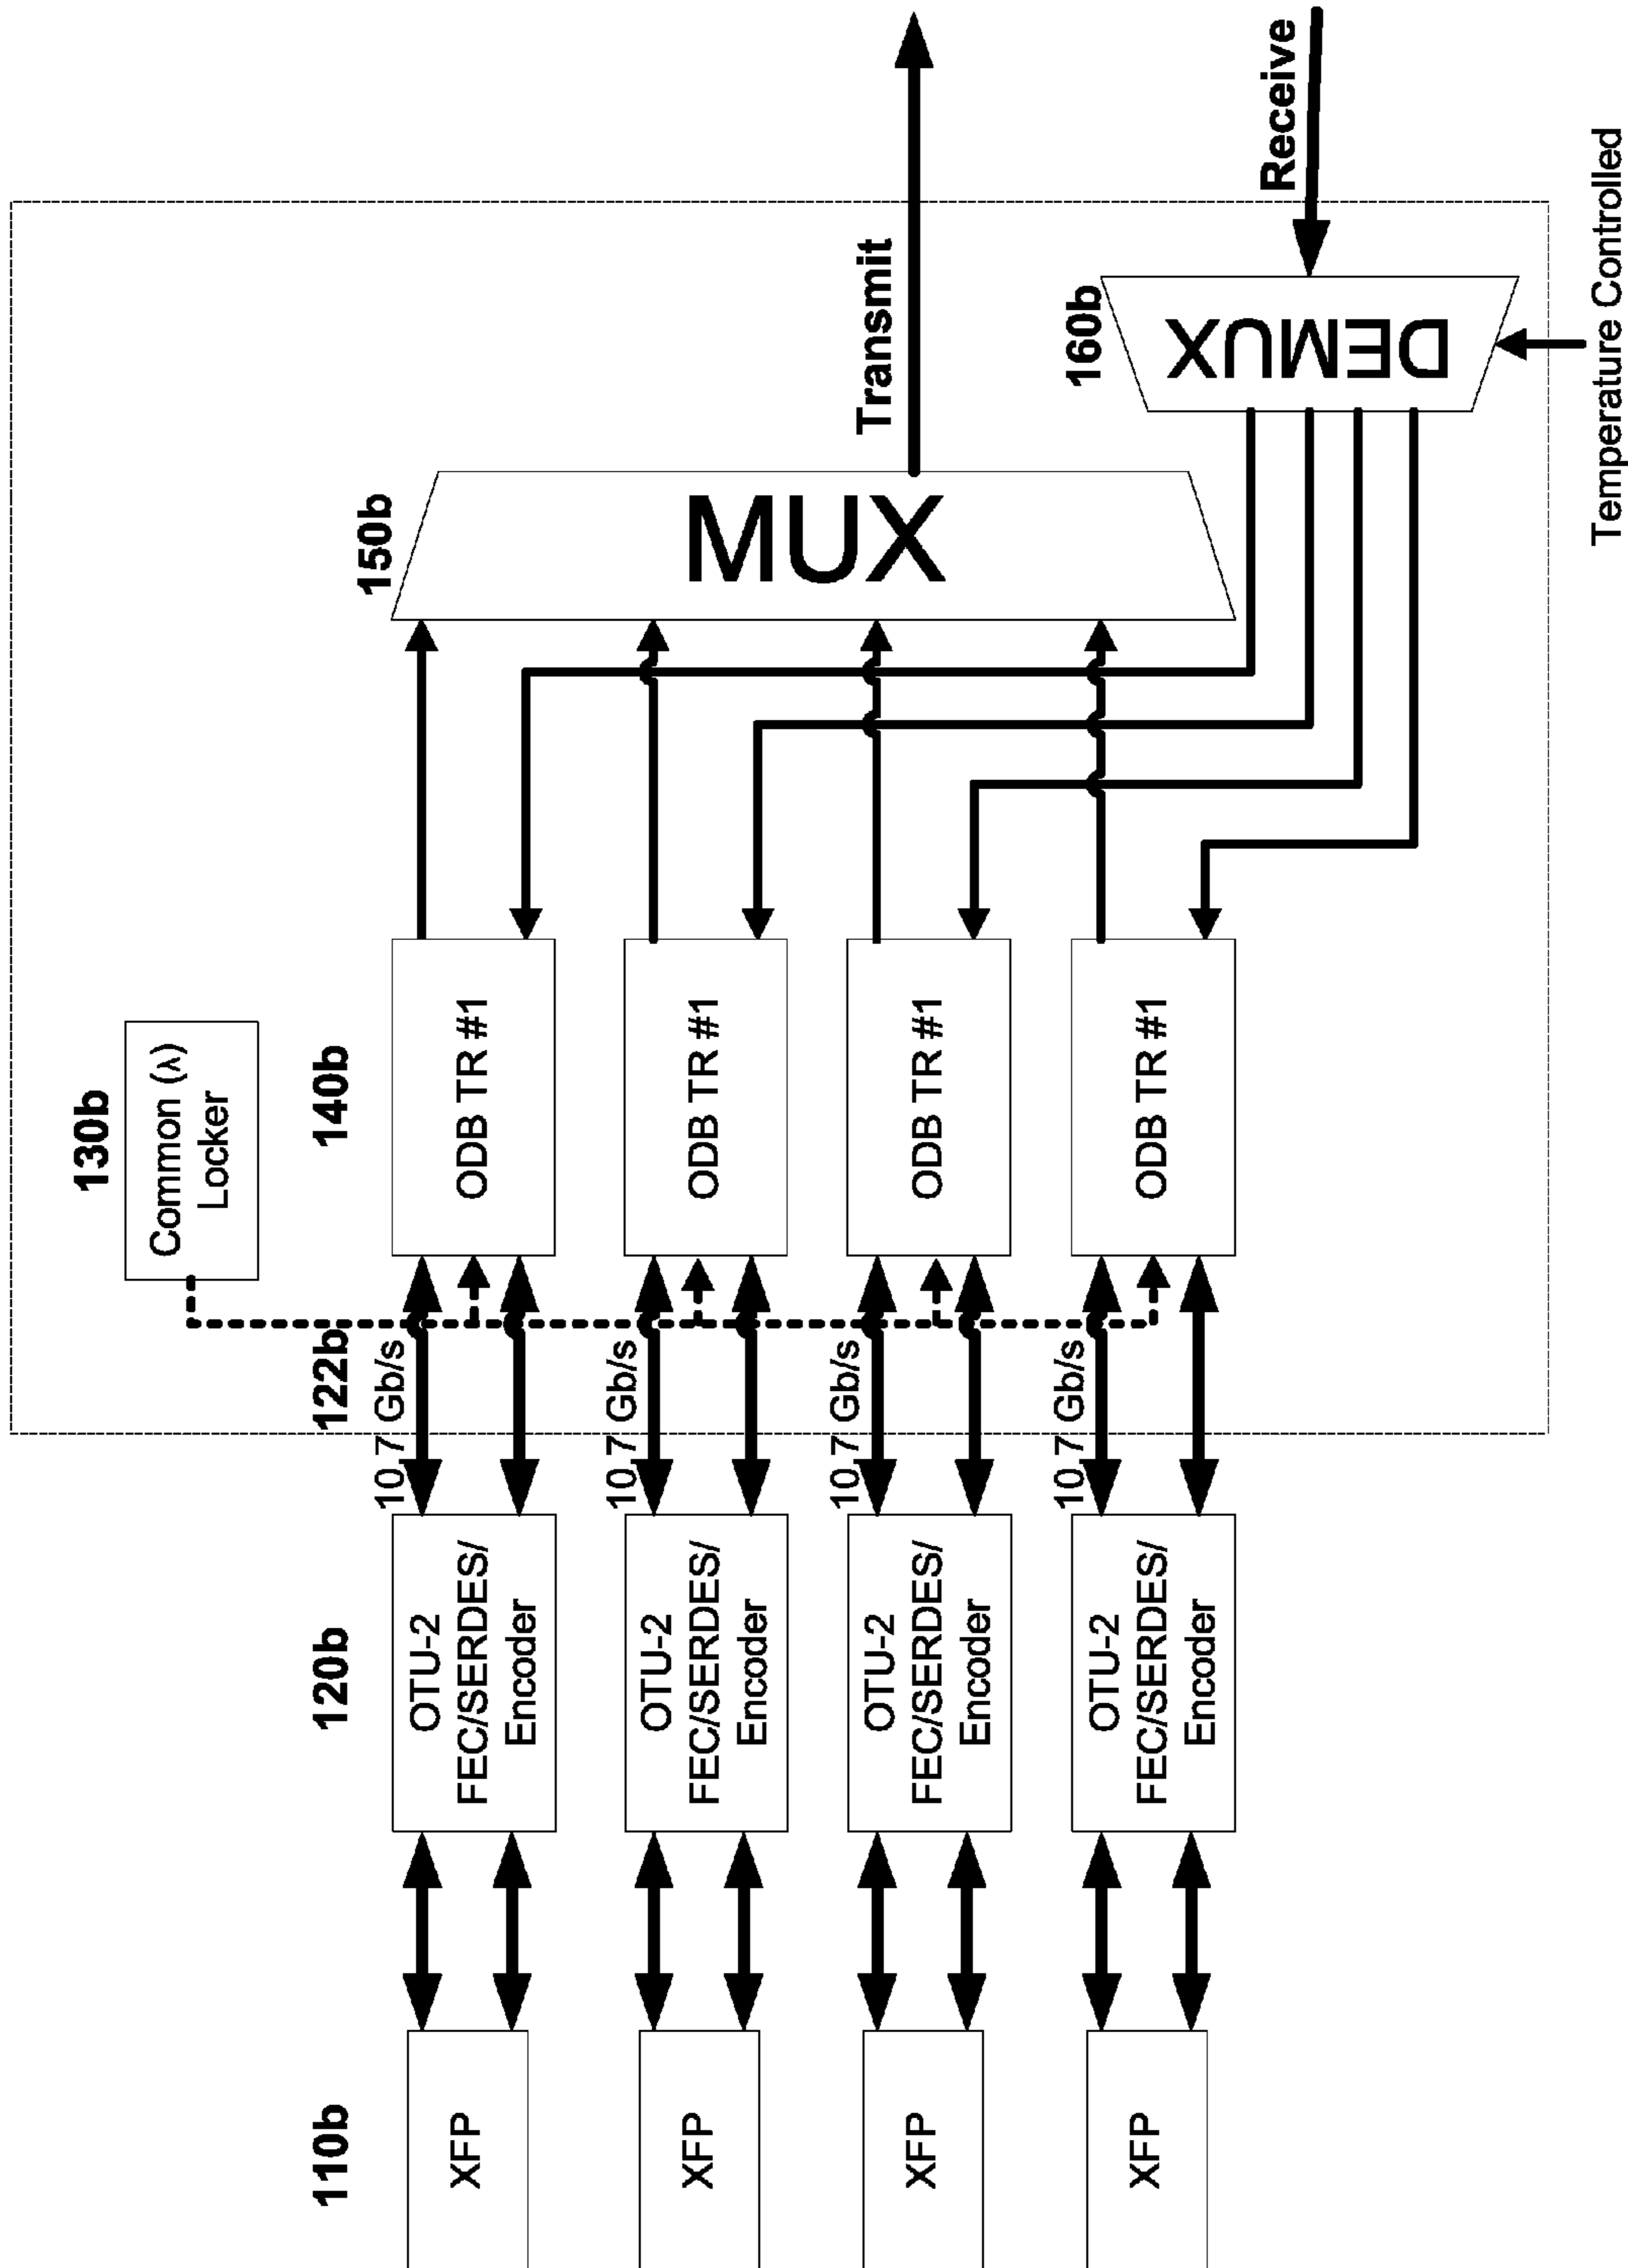 130b
Common (λ)
Locker
110b
120b
122b
140b
150b
10.7 Gb/s
XFP
OTU-2
FEC/SERDES/
Encoder
ODB TR #1
10.7 Gb/s
XFP
OTU-2
FEC/SERDES/
Encoder
ODB TR #1
MUX
Transmit
10.7 Gb/s
XFP
OTU-2
FEC/SERDES/
Encoder
ODB TR #1
10.7 Gb/s
XFP
OTU-2
FEC/SERDES/
Encoder
ODB TR #1
160b
DEMUX
Receive
Temperature Controlled